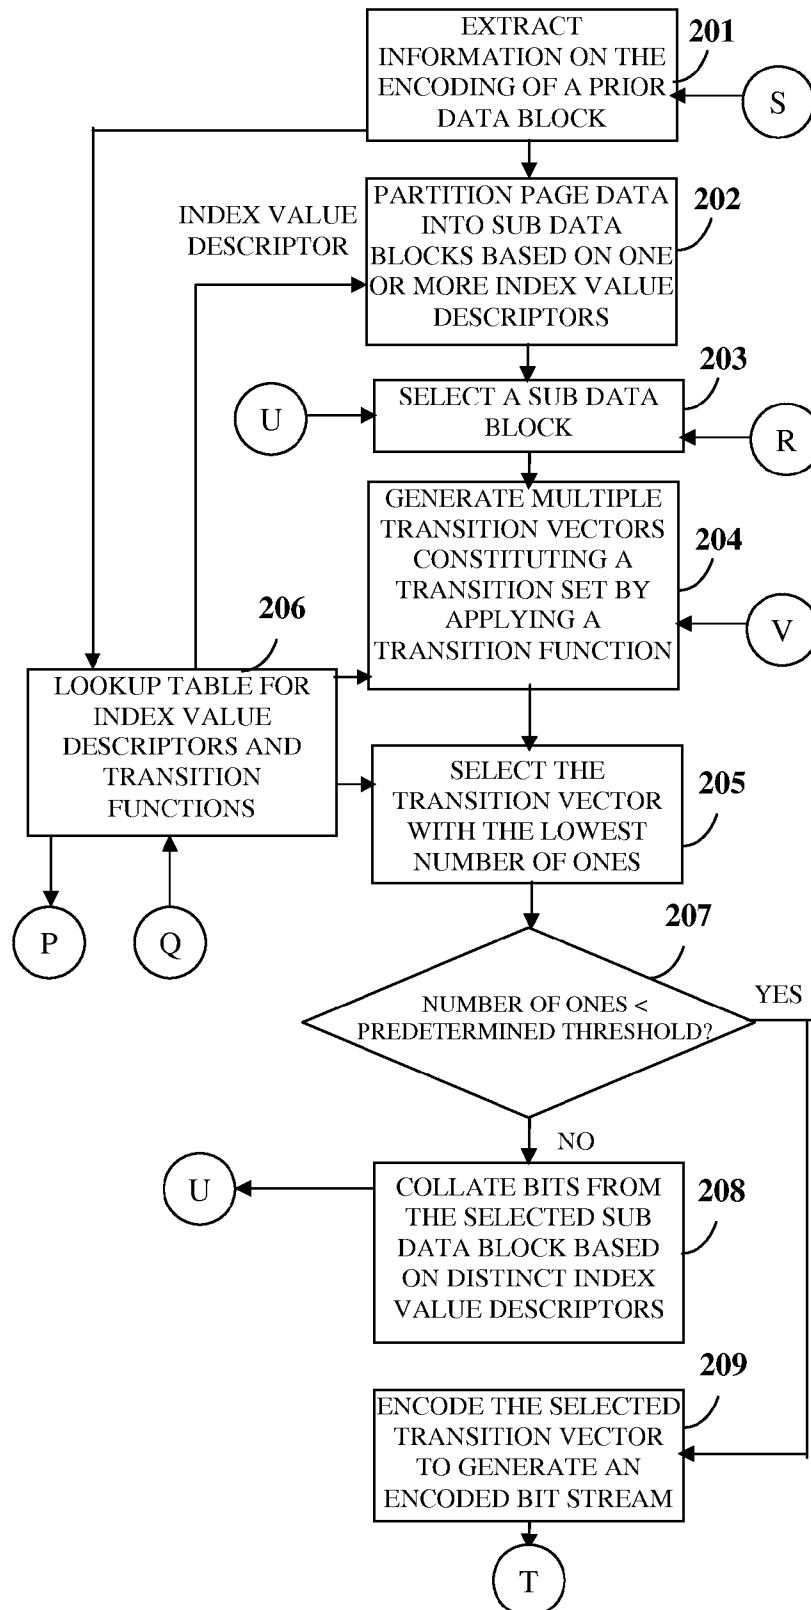 EXTRACT
INFORMATION ON THE
ENCODING OF A PRIOR
DATA BLOCK
201
S
INDEX VALUE
DESCRIPTOR
PARTITION PAGE DATA
INTO SUB DATA
BLOCKS BASED ON ONE
OR MORE INDEX VALUE
DESCRIPTORS
202
203
U
SELECT A SUB DATA
BLOCK
R
GENERATE MULTIPLE
TRANSITION VECTORS
CONSTITUTING A
TRANSITION SET BY
APPLYING A
TRANSITION FUNCTION
204
V
206
LOOKUP TABLE FOR
INDEX VALUE
DESCRIPTORS AND
TRANSITION
FUNCTIONS
SELECT THE
TRANSITION VECTOR
WITH THE LOWEST
NUMBER OF ONES
205
P
Q
207
NUMBER OF ONES <
PREDETERMINED THRESHOLD?
YES
NO
U
COLLATE BITS FROM
THE SELECTED SUB
DATA BLOCK BASED
ON DISTINCT INDEX
VALUE DESCRIPTORS
208
209
ENCODE THE SELECTED
TRANSITION VECTOR
TO GENERATE AN
ENCODED BIT STREAM
T